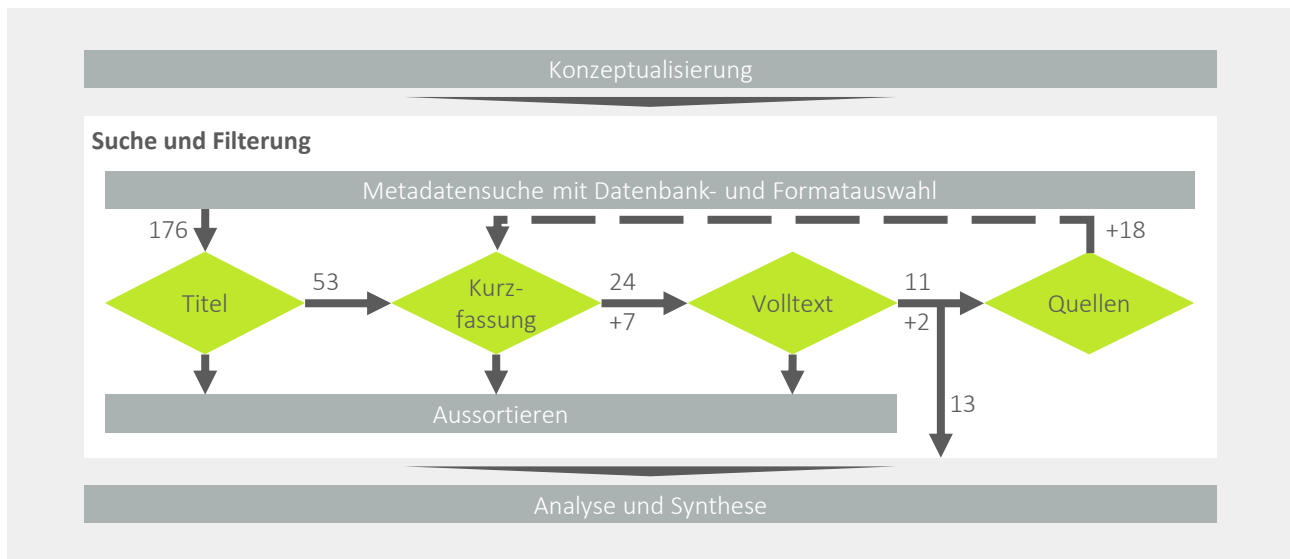 Konzeptualisierung
Suche und Filterung
Metadatensuche mit Datenbank- und Formatauswahl
176
+18
53
24
11
Titel
Kurz-
fassung
Volltext
Quellen
+7
+2
13
Aussortieren
Analyse und Synthese